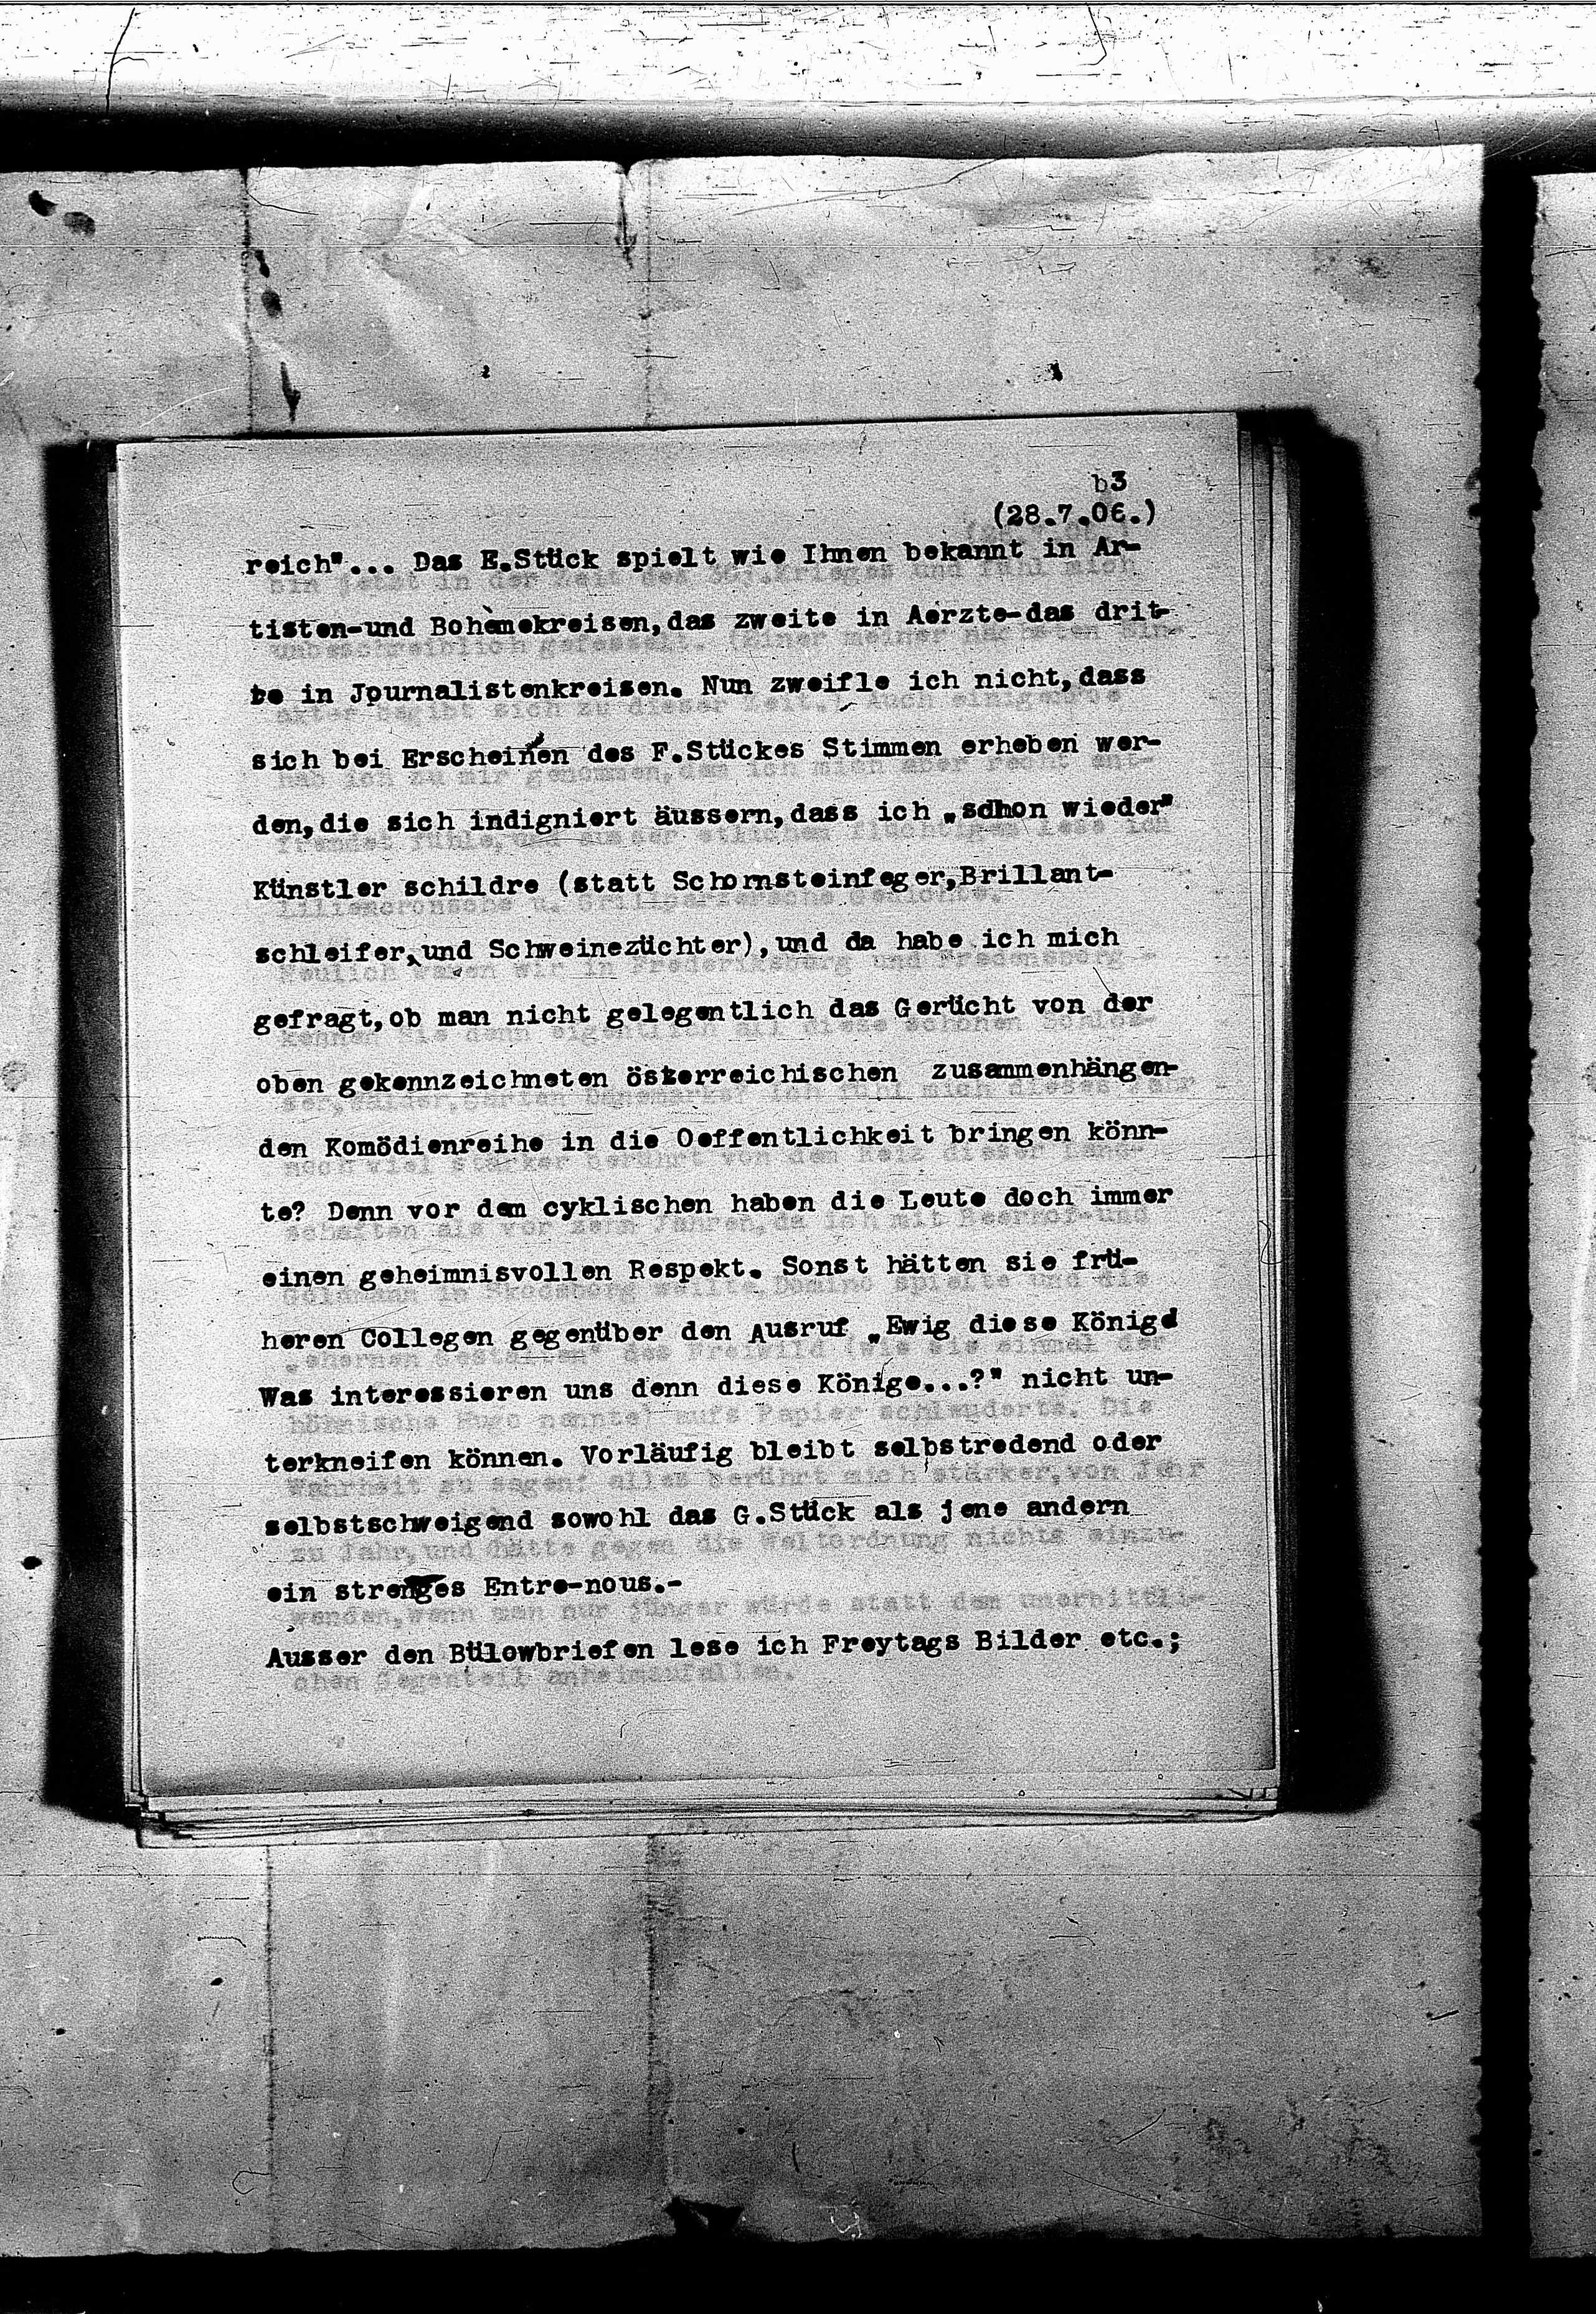 b3
(28.7.06.)
reich"... Das E.Stück spielt wie Ihnen bekannt in Ar-
tisten-und Bohèmekreisen,das zweite in Aerzte-das drit-
te in Journalistenkreisen. Nun zweifle ich nicht,dass
sich bei Erscheinen des F.Stückes Stimmen erheben wer-
den,die sich indigniert äussern,dass ich „schon wieder"
Künstler schildre (statt Schornsteinfeger,Brillant-
schleifer,und Schweinezüchter),und da habe ich mich
gefragt,ob man nicht gelegentlich das Gerücht von der
oben gekennzeichneten österreichischen zusammenhängen-
den Komödienreihe in die Oeffentlichkeit bringen könn-
te? Denn vor dem cyklischen haben die Leute doch immer
einen geheimnisvollen Respekt. Sonst hätten sie frü-
heren Collegen gegenüber den Ausruf „Ewig diese Könige
Was interessieren uns denn diese Könige...?" nicht un-
terkneifen können. Vorläufig bleibt selbstredend oder
selbstschweigend sowohl das G.Stück als jene andern
ein strenges Entre-nous.-
Ausser den Bülowbriefen lese ich Freytags Bilder etc.;